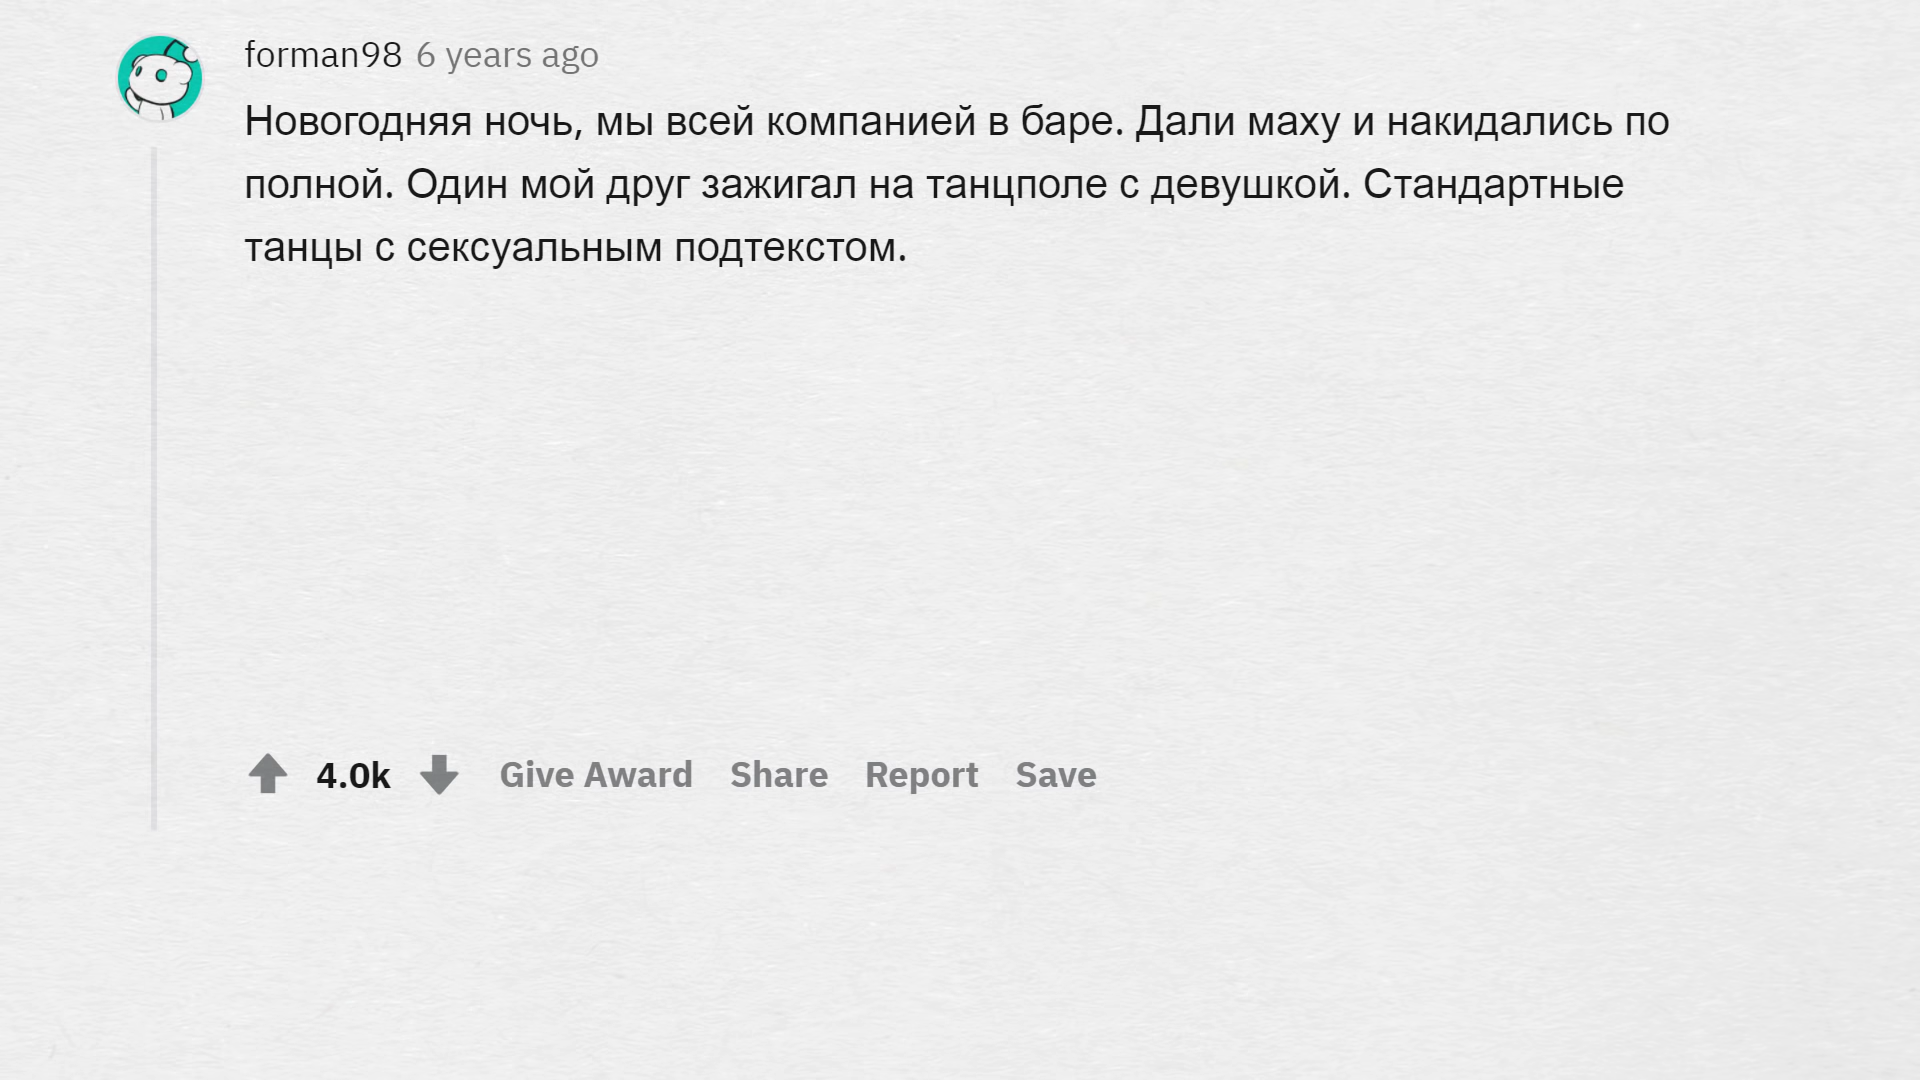 forman98 6 years ago
Новогодняя ночь, мы всей компанией в баре. Дали маху и накидались по
полной. Один мой друг зажигал на танцполе с девушкой. Стандартные
танцы с сексуальным подтекстом.
4.0k Give Award Share Report Save